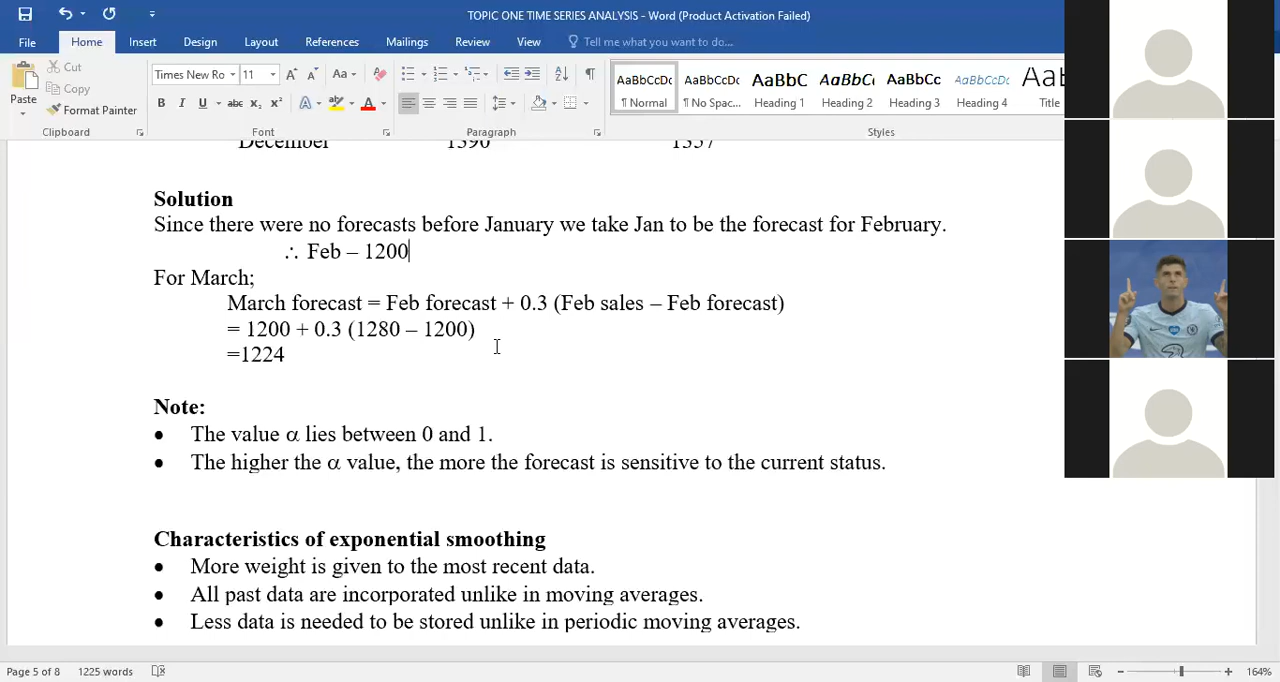 TOPIC ONE TIME SERIES ANALYSIS - Word (Product Activation Failed)
File Home Insert Design Layout References Mailings Review View Tell me what you want to do...
Cut
Copy
Paste
Format Painter
Times New Ro 11 Aa
B I U abc x₂ x² A A
AaBbCcDc AaBbCcDc AaBbC AaBbCcD AaBbCc AaBbCcDc Aa
¶ Normal ¶ No Spac... Heading 1 Heading 2 Heading 3 Heading 4 Title
Clipboard Font Paragraph Styles
December 1390 1357
Solution
Since there were no forecasts before January we take Jan to be the forecast for February.
∴ Feb – 1200
For March;
March forecast = Feb forecast + 0.3 (Feb sales – Feb forecast)
= 1200 + 0.3 (1280 – 1200)
=1224
Note:
• The value α lies between 0 and 1.
• The higher the α value, the more the forecast is sensitive to the current status.
Characteristics of exponential smoothing
• More weight is given to the most recent data.
• All past data are incorporated unlike in moving averages.
• Less data is needed to be stored unlike in periodic moving averages.
Page 5 of 8 1225 words 164%